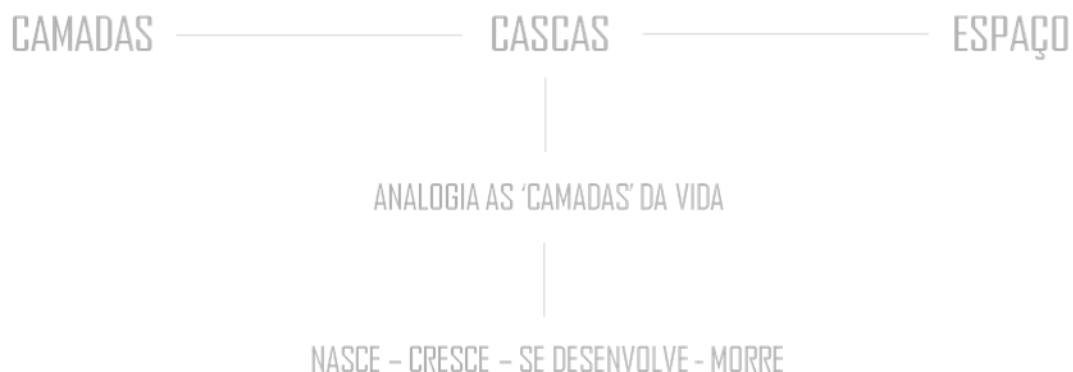 CAMADAS CASCAS ESPAÇO
ANALOGIA AS ‘CAMADAS’ DA VIDA
NASCE – CRESCE – SE DESENVOLVE - MORRE